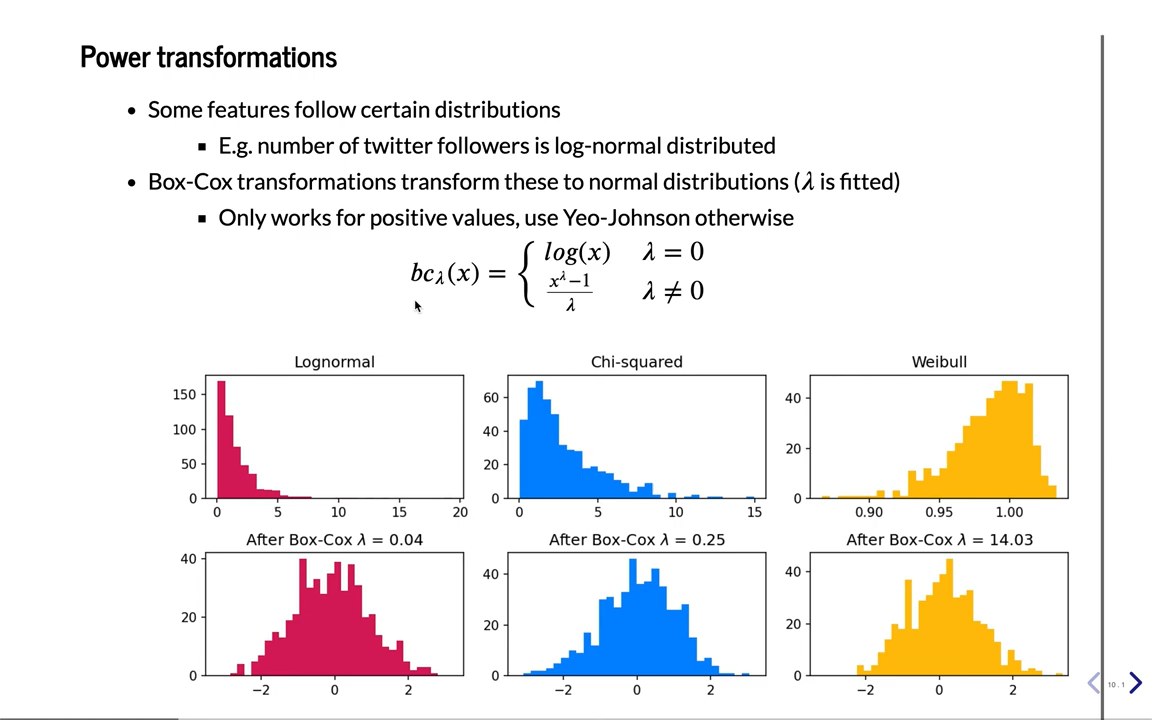 Power transformations
• Some features follow certain distributions
▪ E.g. number of twitter followers is log-normal distributed
• Box-Cox transformations transform these to normal distributions (λ is fitted)
▪ Only works for positive values, use Yeo-Johnson otherwise
bcλ(x) = { log(x) λ = 0
(x^λ−1)/λ λ ≠ 0
Lognormal Chi-squared Weibull
150
100
50
0
0 5 10 15 20
60
40
20
0
0 5 10 15
40
20
0
0.90 0.95 1.00
After Box-Cox λ = 0.04 After Box-Cox λ = 0.25 After Box-Cox λ = 14.03
40
20
0
−2 0 2
40
20
0
−2 0 2
40
20
0
−2 0 2
10.1